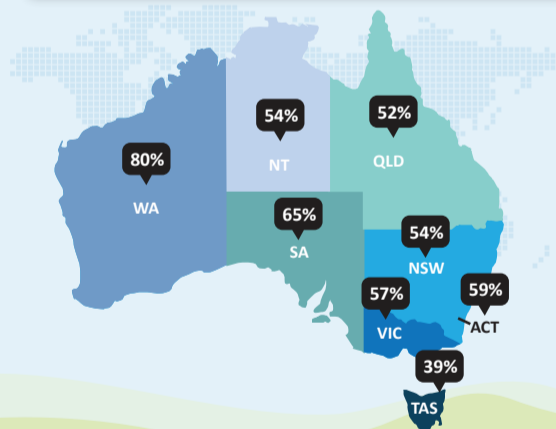 80%
WA
54%
NT
52%
QLD
65%
SA
54%
NSW
59%
ACT
57%
VIC
39%
TAS